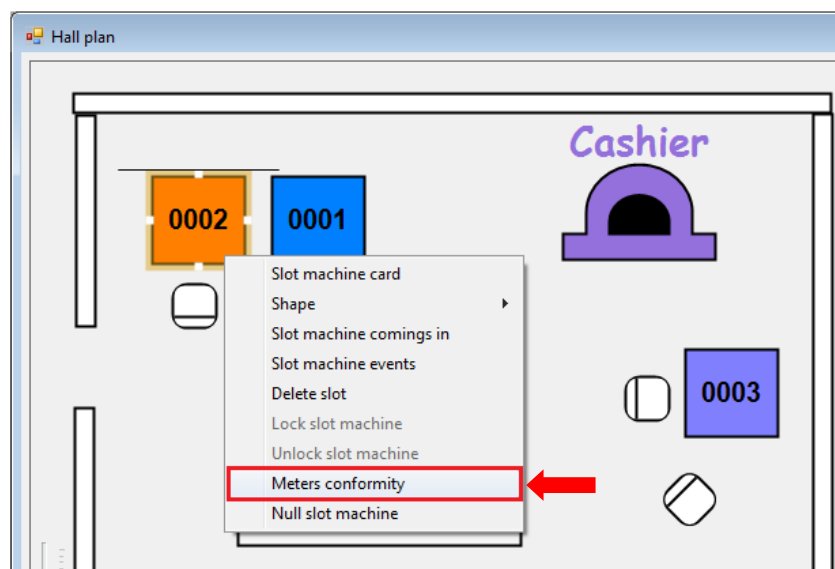 Hall plan
Cashier
0002
0001
Slot machine card
Shape
Slot machine comings in
Slot machine events
Delete slot
Lock slot machine
Unlock slot machine
Meters conformity
Null slot machine
0003